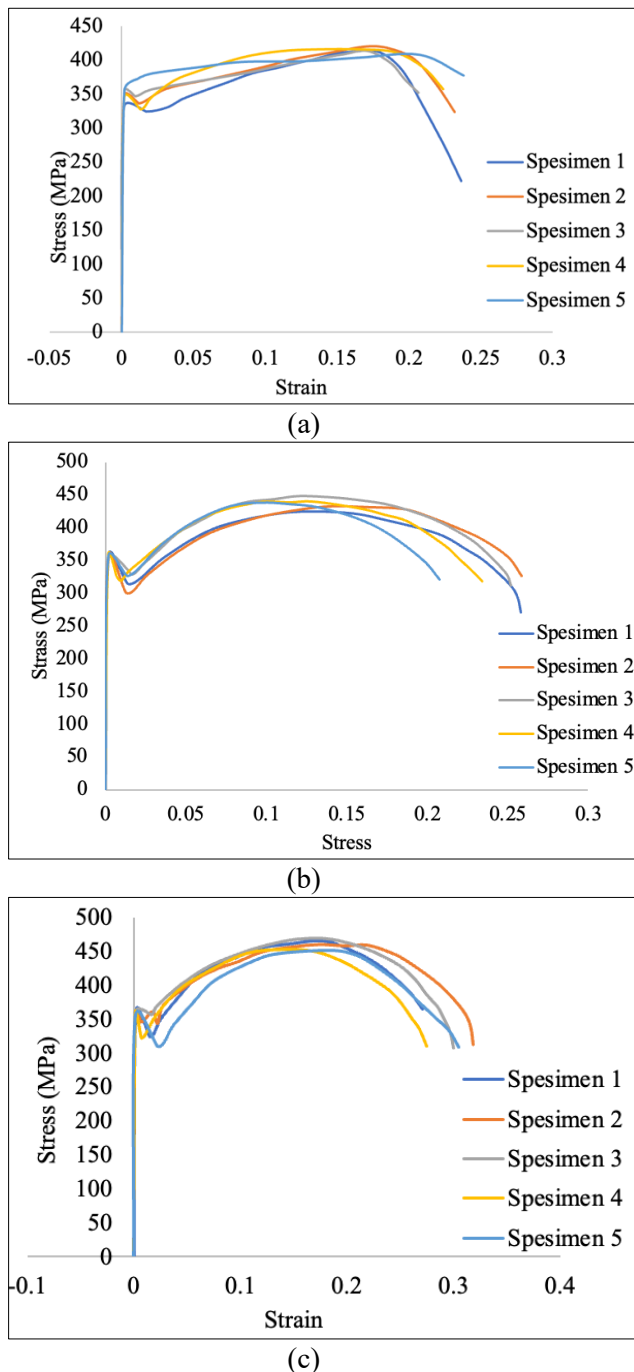 450
400
350
300
250
200
150
100
50
0
Stress (MPa)
-0.05 0 0.05 0.1 0.15 0.2 0.25 0.3
Strain
Spesimen 1
Spesimen 2
Spesimen 3
Spesimen 4
Spesimen 5
(a)
500
450
400
350
300
250
200
150
100
50
0
Strass (MPa)
0 0.05 0.1 0.15 0.2 0.25 0.3
Stress
Spesimen 1
Spesimen 2
Spesimen 3
Spesimen 4
Spesimen 5
(b)
500
450
400
350
300
250
200
150
100
50
0
Stress (MPa)
-0.1 0 0.1 0.2 0.3 0.4
Strain
Spesimen 1
Spesimen 2
Spesimen 3
Spesimen 4
Spesimen 5
(c)